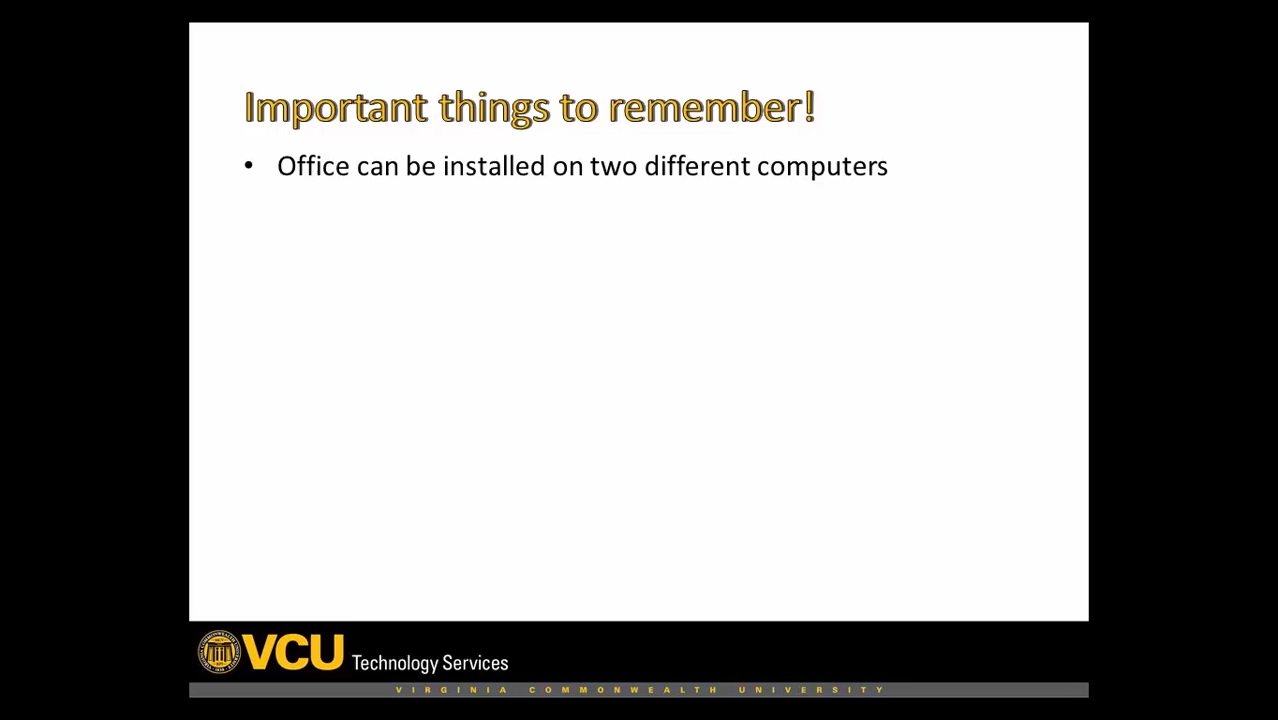 Important things to remember!
• Office can be installed on two different computers
VCU Technology Services
VIRGINIA COMMONWEALTH UNIVERSITY